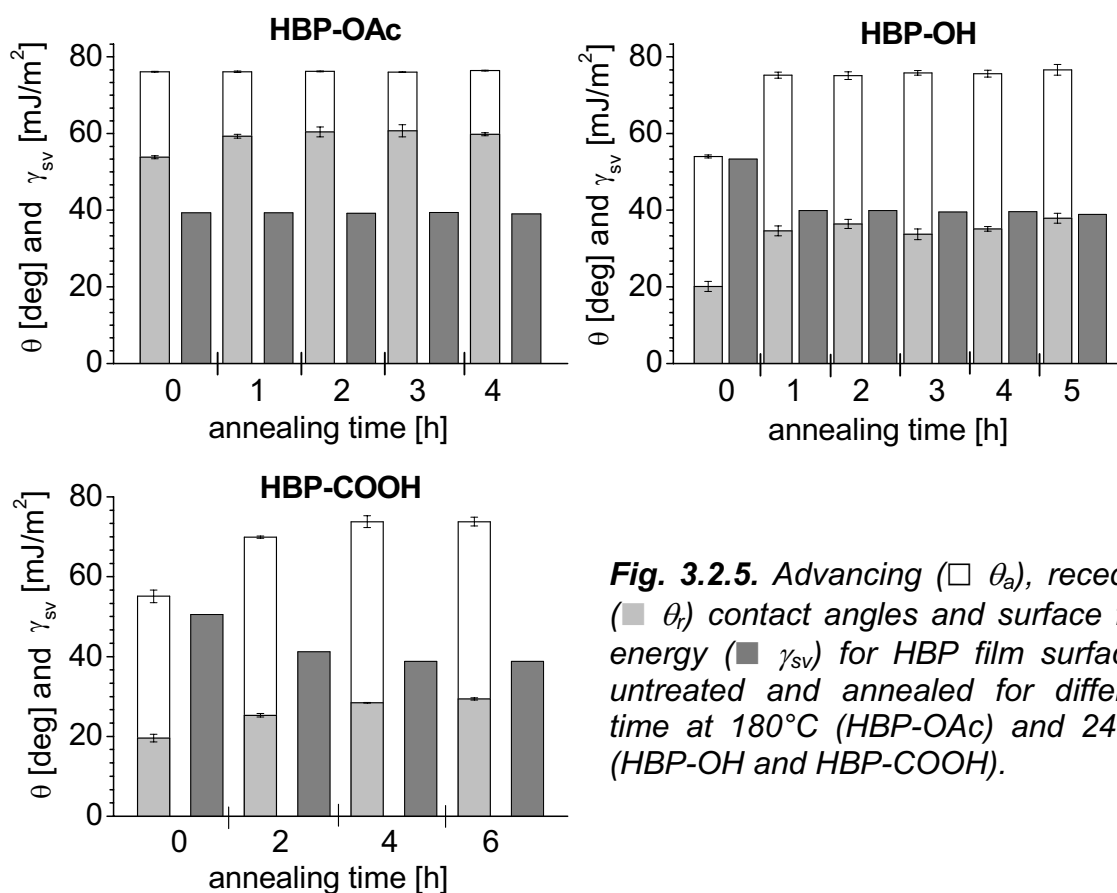 HBP-OAc
80
60
40
20
0
θ [deg] and γsv [mJ/m²]
0 1 2 3 4
annealing time [h]
HBP-OH
80
60
40
20
0
θ [deg] and γsv [mJ/m²]
0 1 2 3 4 5
annealing time [h]
HBP-COOH
80
60
40
20
0
θ [deg] and γsv [mJ/m²]
0 2 4 6
annealing time [h]
Fig. 3.2.5. Advancing (□ θa), reced
(■ θr) contact angles and surface
energy (■ γsv) for HBP film surfac
untreated and annealed for differ
time at 180°C (HBP-OAc) and 24
(HBP-OH and HBP-COOH).